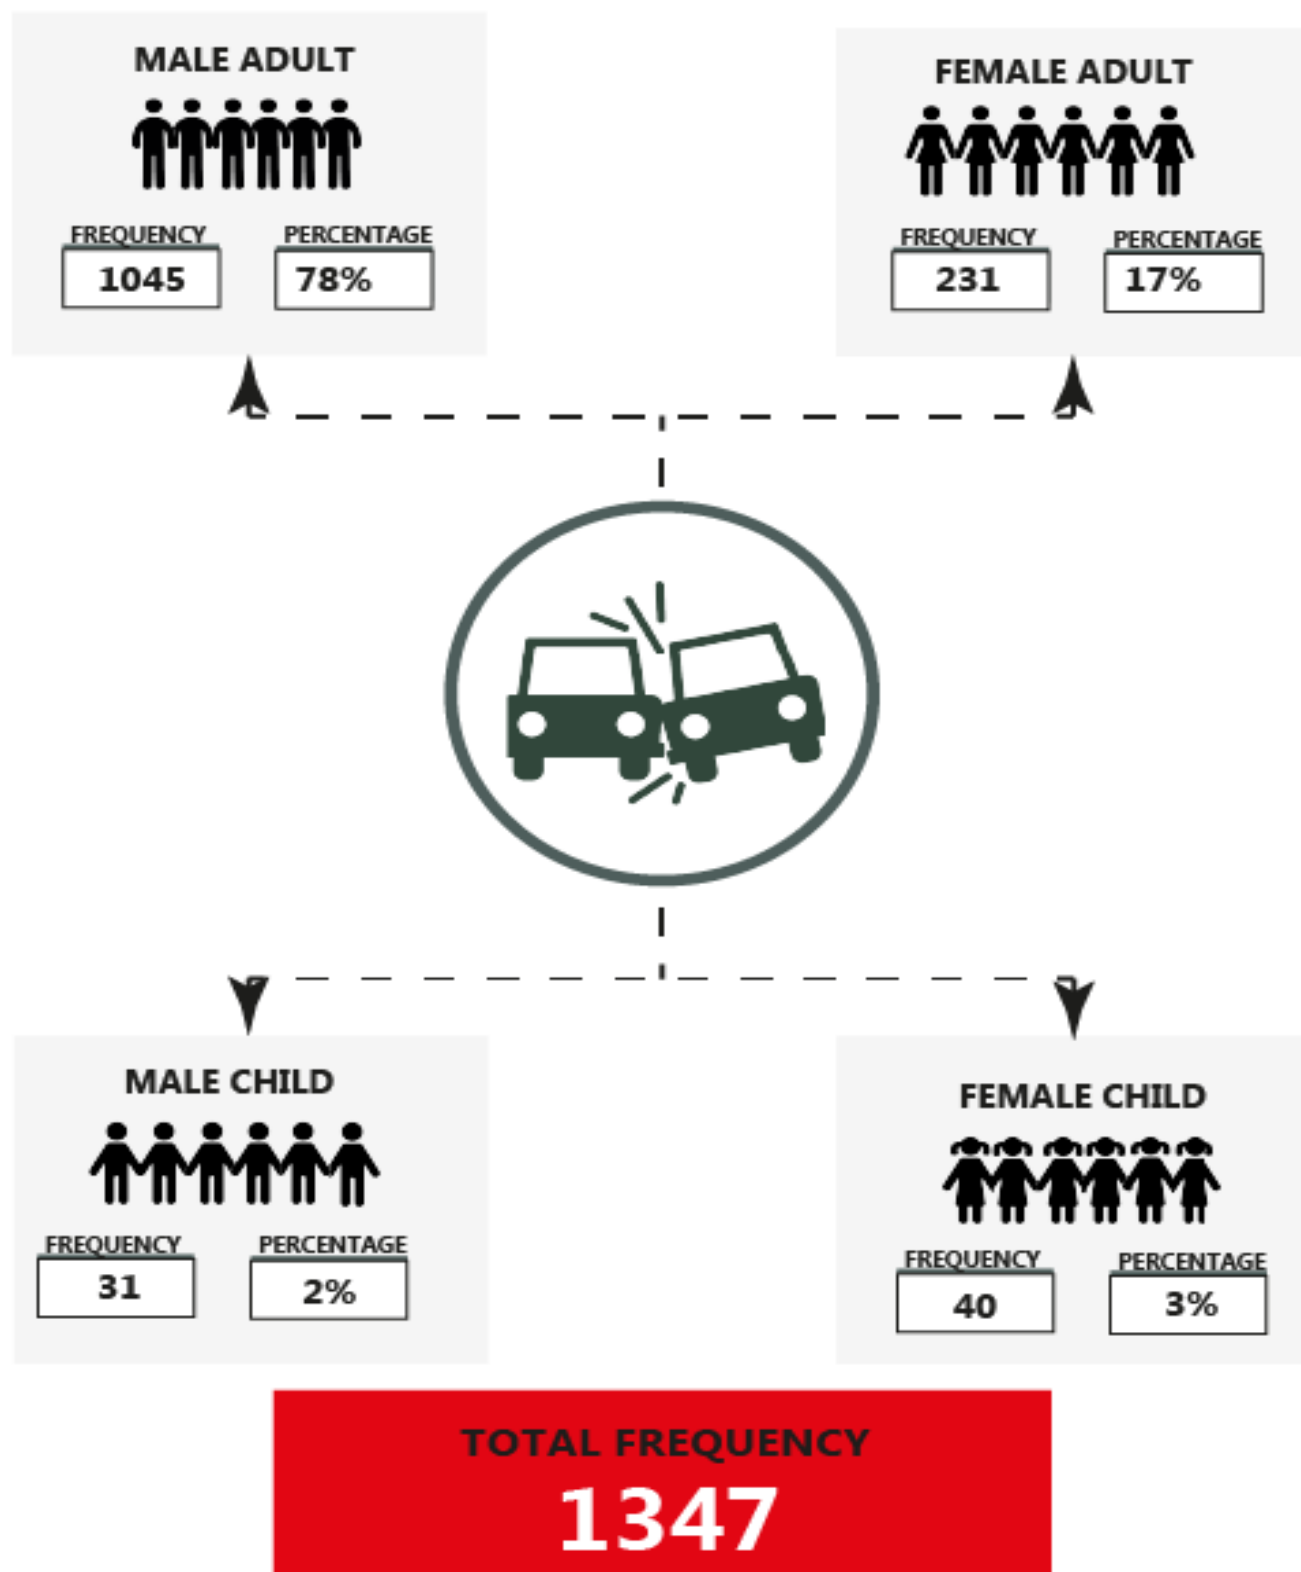 MALE ADULT
FREQUENCY PERCENTAGE
1045 78%
FEMALE ADULT
FREQUENCY PERCENTAGE
231 17%
MALE CHILD
FREQUENCY PERCENTAGE
31 2%
FEMALE CHILD
FREQUENCY PERCENTAGE
40 3%
TOTAL FREQUENCY
1347